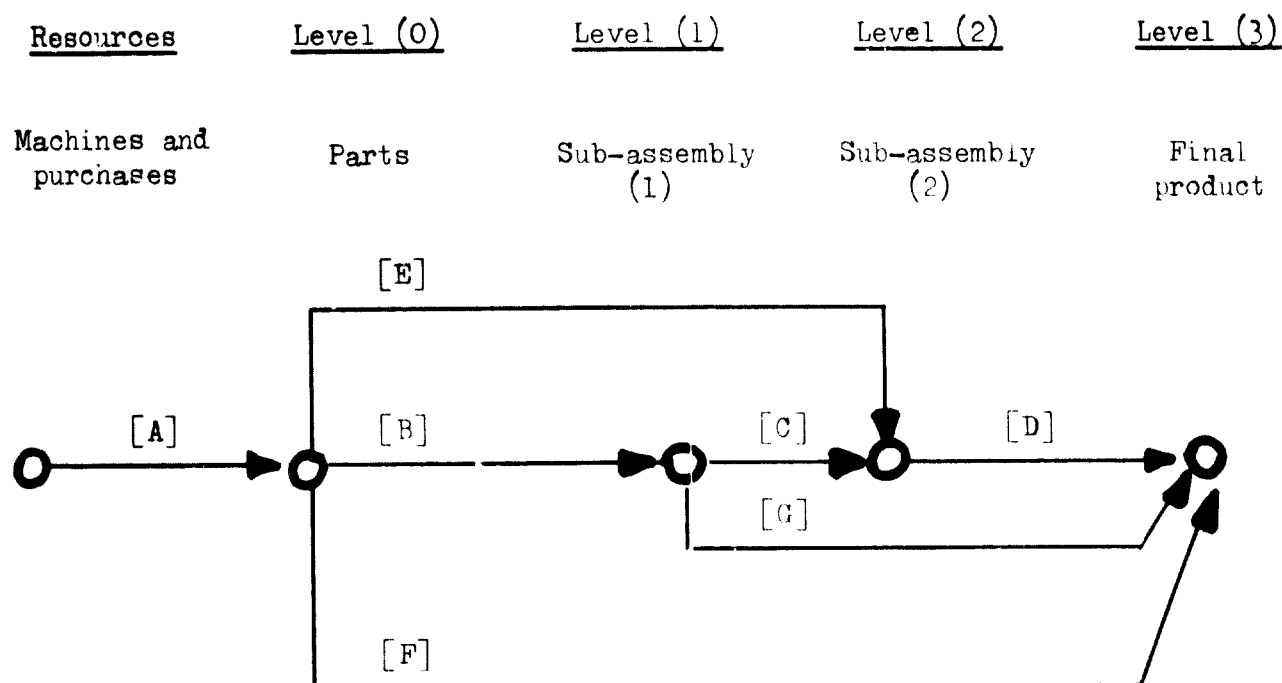 Resources Level (0) Level (1) Level (2) Level (3)
Machines and purchases
Parts
Sub-assembly (1)
Sub-assembly (2)
Final product
[E]
[A] [B] [C] [D]
[G]
[F]